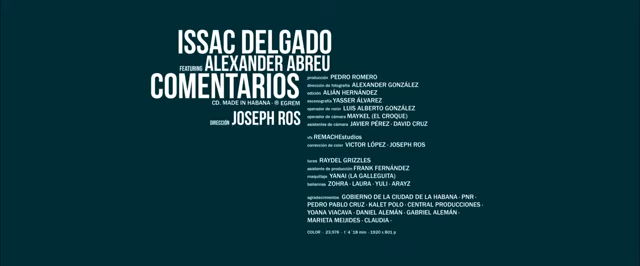 ISSAC DELGADO
FEATURING ALEXANDER ABREU
COMENTARIOS
CD. MADE IN HABANA · ® EGREM
DIRECCIÓN JOSEPH ROS
producción PEDRO ROMERO
dirección de fotografía ALEXANDER GONZÁLEZ
edición ALIÁN HERNÁNDEZ
escenografía YASSER ÁLVAREZ
operador de ronin LUIS ALBERTO GONZÁLEZ
operador de cámara MAYKEL (EL CROQUE)
asistentes de cámara JAVIER PÉREZ · DAVID CRUZ
vfx REMACHEstudios
corrección de color VICTOR LÓPEZ · JOSEPH ROS
luces RAYDEL GRIZZLES
asistente de producción FRANK FERNÁNDEZ
maquillaje YANAI (LA GALLEGUITA)
bailarinas ZOHRA · LAURA · YULI · ARAYZ
agradecimientos GOBIERNO DE LA CIUDAD DE LA HABANA · PNR ·
PEDRO PABLO CRUZ · KALET POLO · CENTRAL PRODUCCIONES ·
YOANA VIACAVA · DANIEL ALEMÁN · GABRIEL ALEMÁN ·
MARIETA MEIJIDES · CLAUDIA ·
COLOR · 23,976 · 4´18 min · 1920 x 801 p